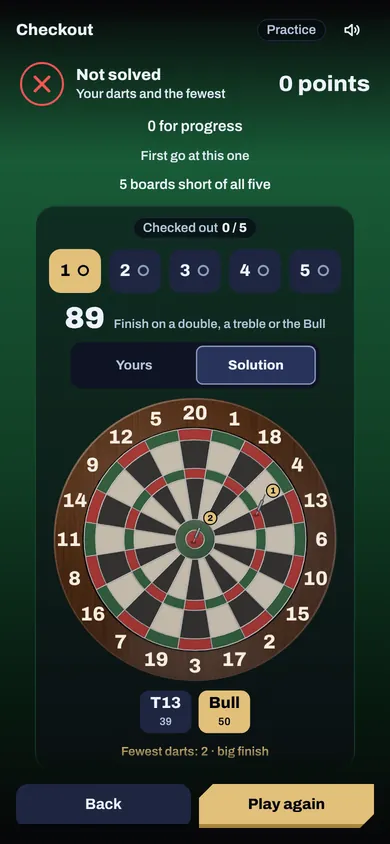 Checkout
Practice
Not solved
0 points
Your darts and the fewest
0 for progress
First go at this one
5 boards short of all five
Checked out 0 / 5
1 2 3 4 5
89 Finish on a double, a treble or the Bull
Yours Solution
20
5 1
12 18
9 4
14 13
11 6
8 10
16 15
7 2
19 17
3
1
2
T13 Bull
39 50
Fewest darts: 2 · big finish
Back Play again